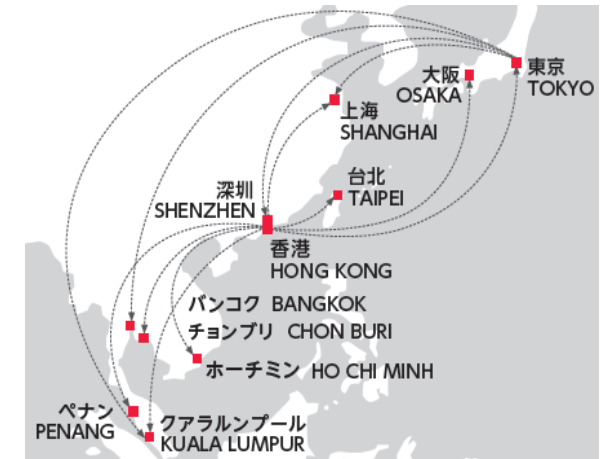 東京
TOKYO
大阪
OSAKA
上海
SHANGHAI
台北
TAIPEI
深圳
SHENZHEN
香港
HONG KONG
バンコク BANGKOK
チョンブリ CHON BURI
ホーチミン HO CHI MINH
ペナン
PENANG
クアラルンプール
KUALA LUMPUR